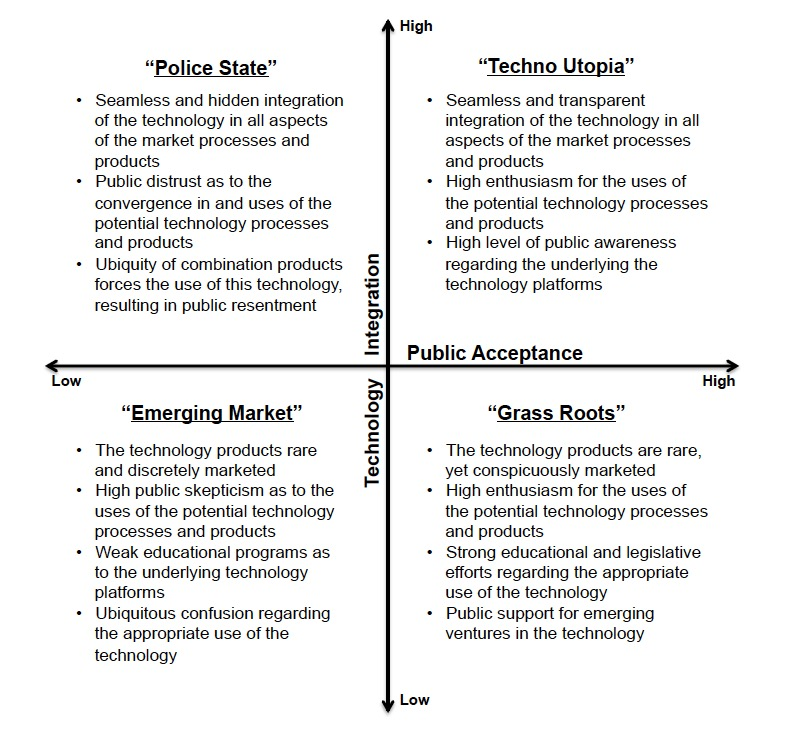 High
“Police State”
• Seamless and hidden integration
of the technology in all aspects
of the market processes and
products
• Public distrust as to the
convergence in and uses of the
potential technology processes
and products
• Ubiquity of combination products
forces the use of this technology,
resulting in public resentment
“Techno Utopia”
• Seamless and transparent
integration of the technology in all
aspects of the market processes
and products
• High enthusiasm for the uses of
the potential technology processes
and products
• High level of public awareness
regarding the underlying the
technology platforms
Technology Integration
Public Acceptance
Low
High
“Emerging Market”
• The technology products rare
and discretely marketed
• High public skepticism as to the
uses of the potential technology
processes and products
• Weak educational programs as
to the underlying technology
platforms
• Ubiquitous confusion regarding
the appropriate use of the
technology
“Grass Roots”
• The technology products are rare,
yet conspicuously marketed
• High enthusiasm for the uses of
the potential technology processes
and products
• Strong educational and legislative
efforts regarding the appropriate
use of the technology
• Public support for emerging
ventures in the technology
Low